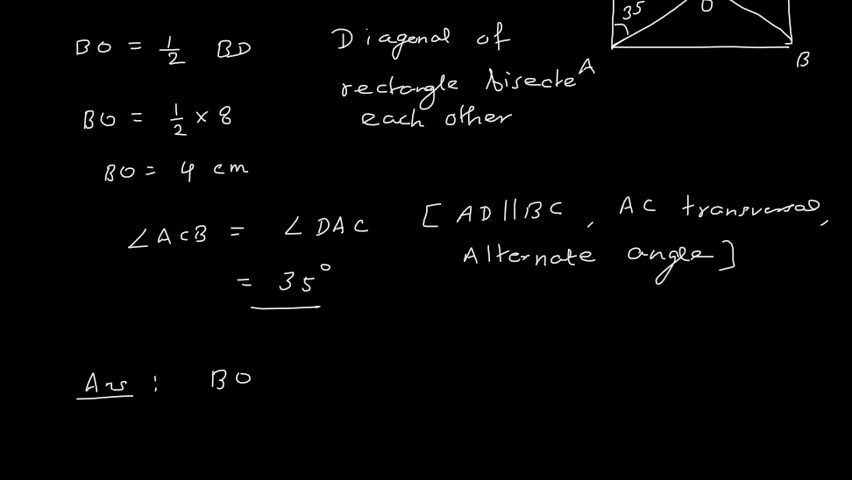 35
O
B
A
BO = 1/2 BD
Diagonal of
rectangle bisecte
each other
BO = 1/2 × 8
BO = 4 cm
∠ACB = ∠DAC [AD||BC, AC transversal,
Alternate angle]
= 35°
Ans : BO